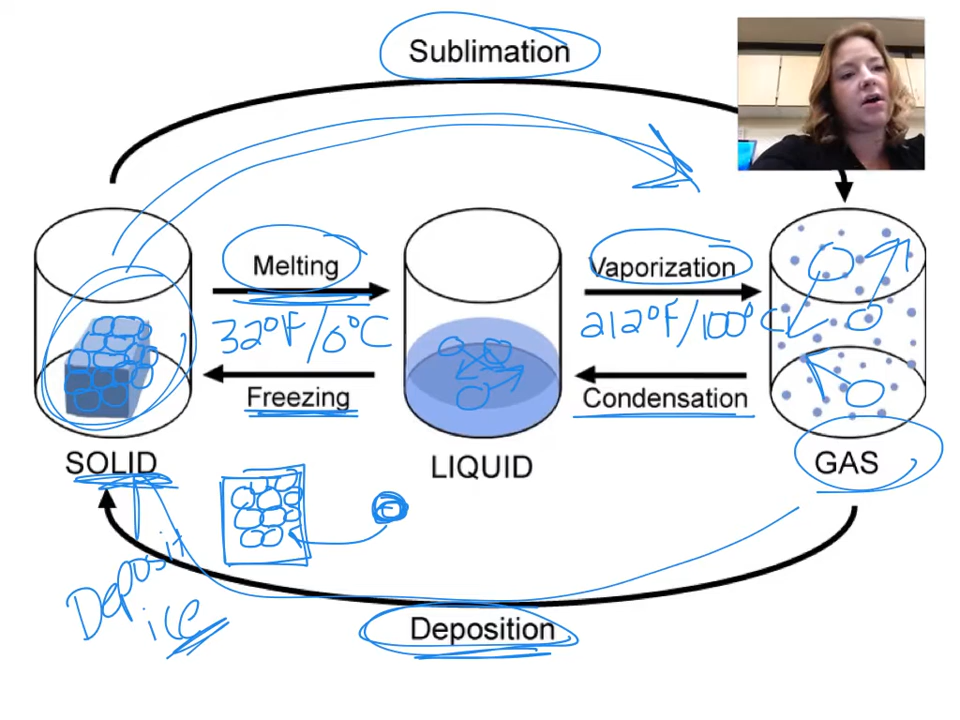 Sublimation
Melting
Vaporization
32°F/0°C
212°F/100°C
Freezing
Condensation
SOLID
LIQUID
GAS
Deposit
ice
Deposition